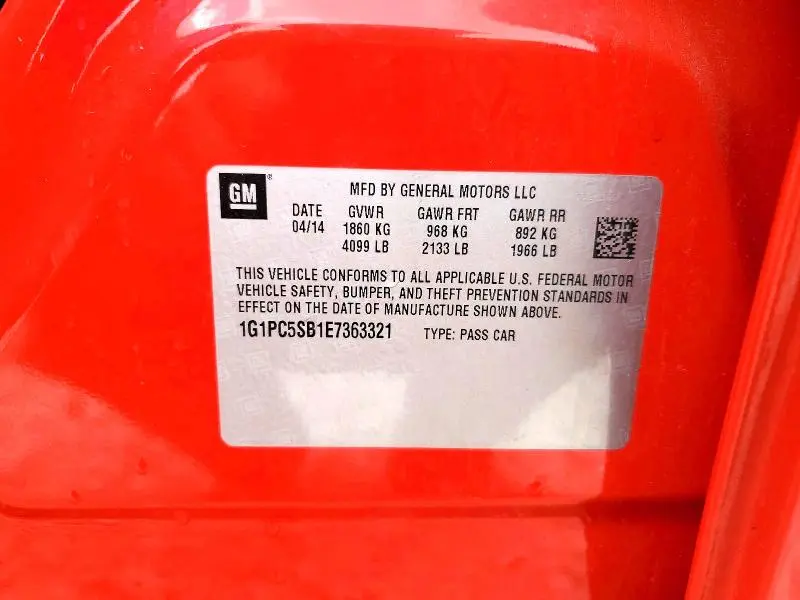 GM ®
MFD BY GENERAL MOTORS LLC
DATE GVWR GAWR FRT GAWR RR
04/14 1860 KG 968 KG 892 KG
4099 LB 2133 LB 1966 LB
THIS VEHICLE CONFORMS TO ALL APPLICABLE U.S. FEDERAL MOTOR
VEHICLE SAFETY, BUMPER, AND THEFT PREVENTION STANDARDS IN
EFFECT ON THE DATE OF MANUFACTURE SHOWN ABOVE.
1G1PC5SB1E7363321 TYPE: PASS CAR